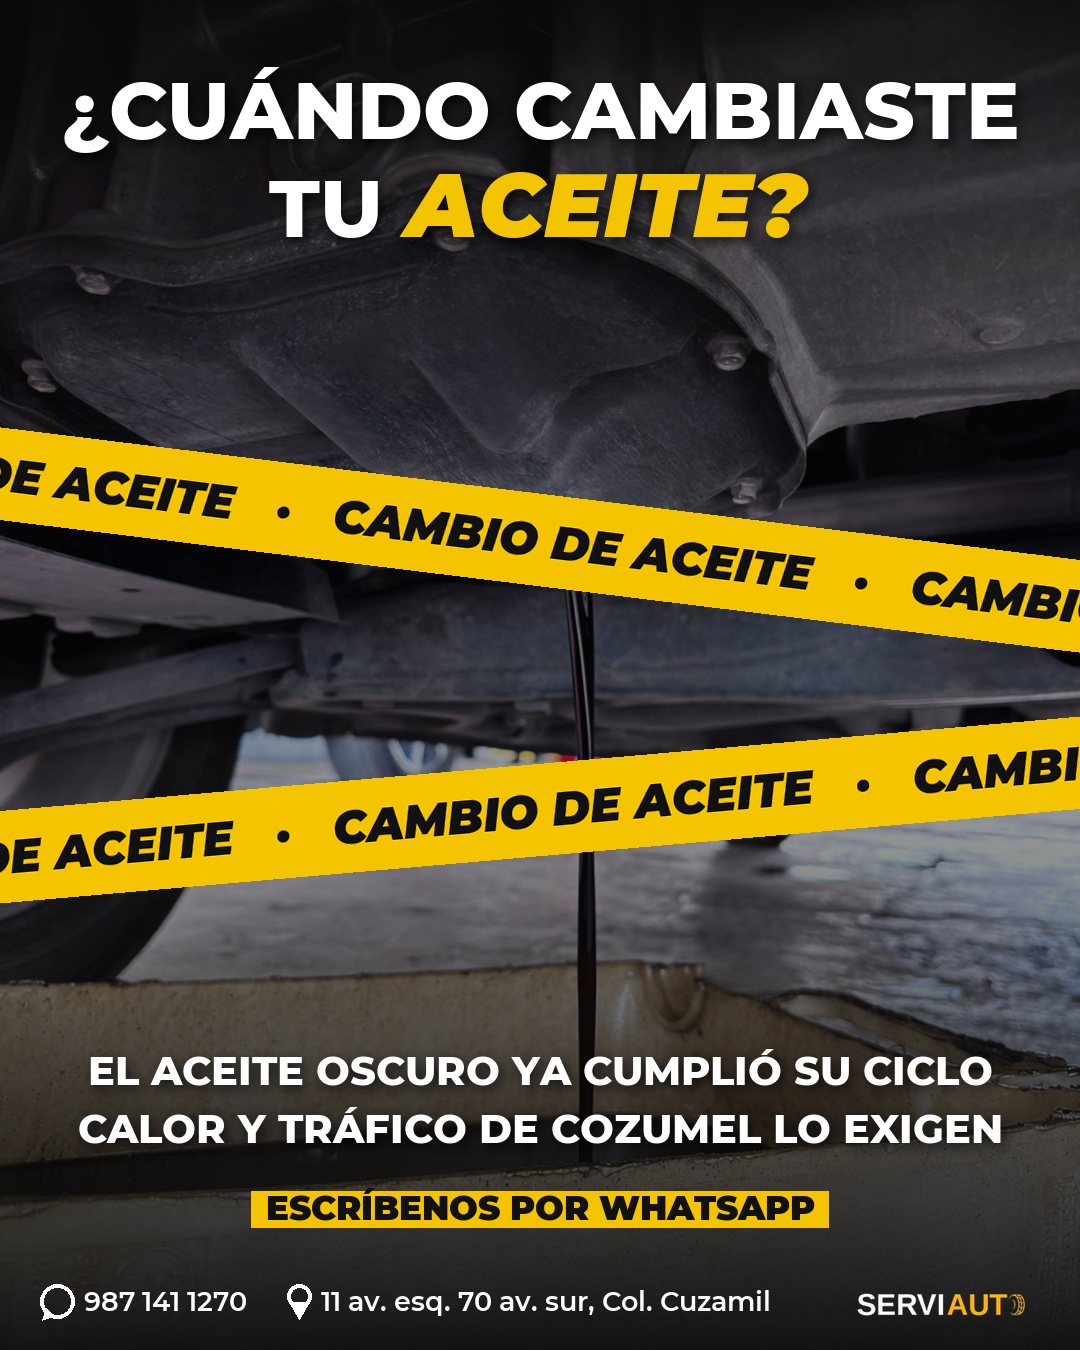 ¿CUÁNDO CAMBIASTE
TU ACEITE?
DE ACEITE • CAMBIO DE ACEITE • CAMBIO
DE ACEITE • CAMBIO DE ACEITE • CAMBI
EL ACEITE OSCURO YA CUMPLIÓ SU CICLO
CALOR Y TRÁFICO DE COZUMEL LO EXIGEN
ESCRÍBENOS POR WHATSAPP
987 141 1270
11 av. esq. 70 av. sur, Col. Cuzamil
SERVIAUTO